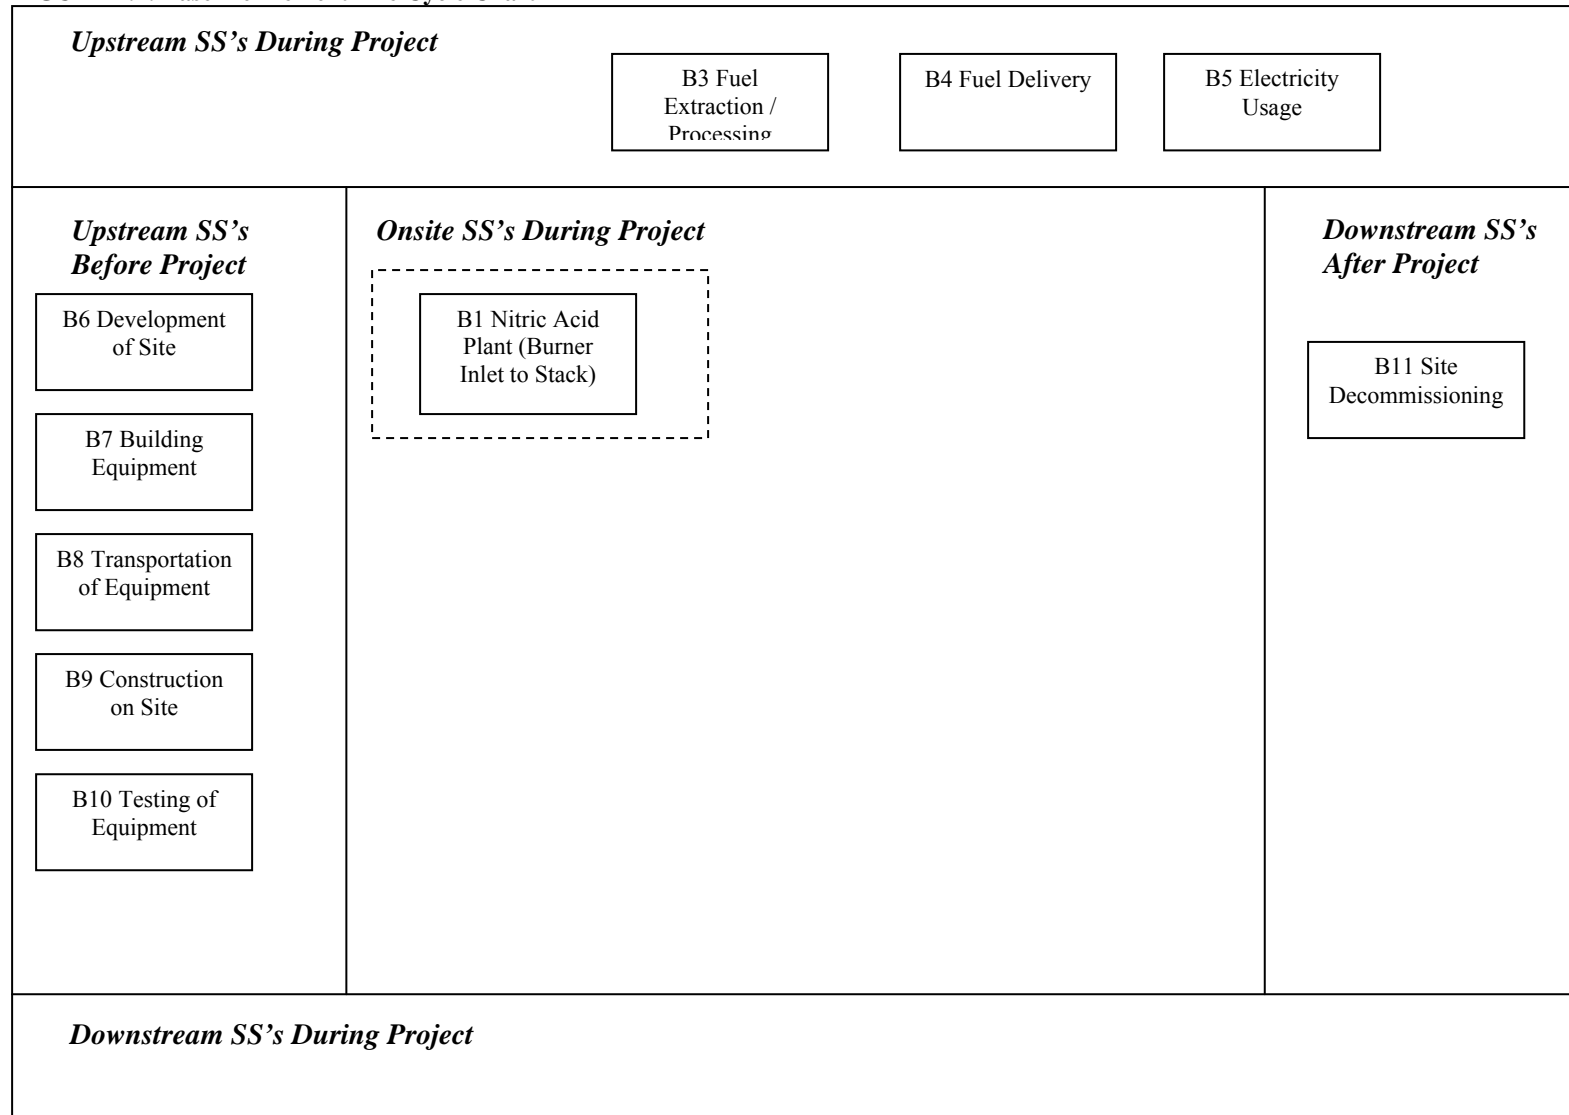 Upstream SS’s During Project
B3 Fuel
Extraction /
Processing
B4 Fuel Delivery
B5 Electricity
Usage
Upstream SS’s
Before Project
B6 Development
of Site
B7 Building
Equipment
B8 Transportation
of Equipment
B9 Construction
on Site
B10 Testing of
Equipment
Onsite SS’s During Project
B1 Nitric Acid
Plant (Burner
Inlet to Stack)
Downstream SS’s
After Project
B11 Site
Decommissioning
Downstream SS’s During Project